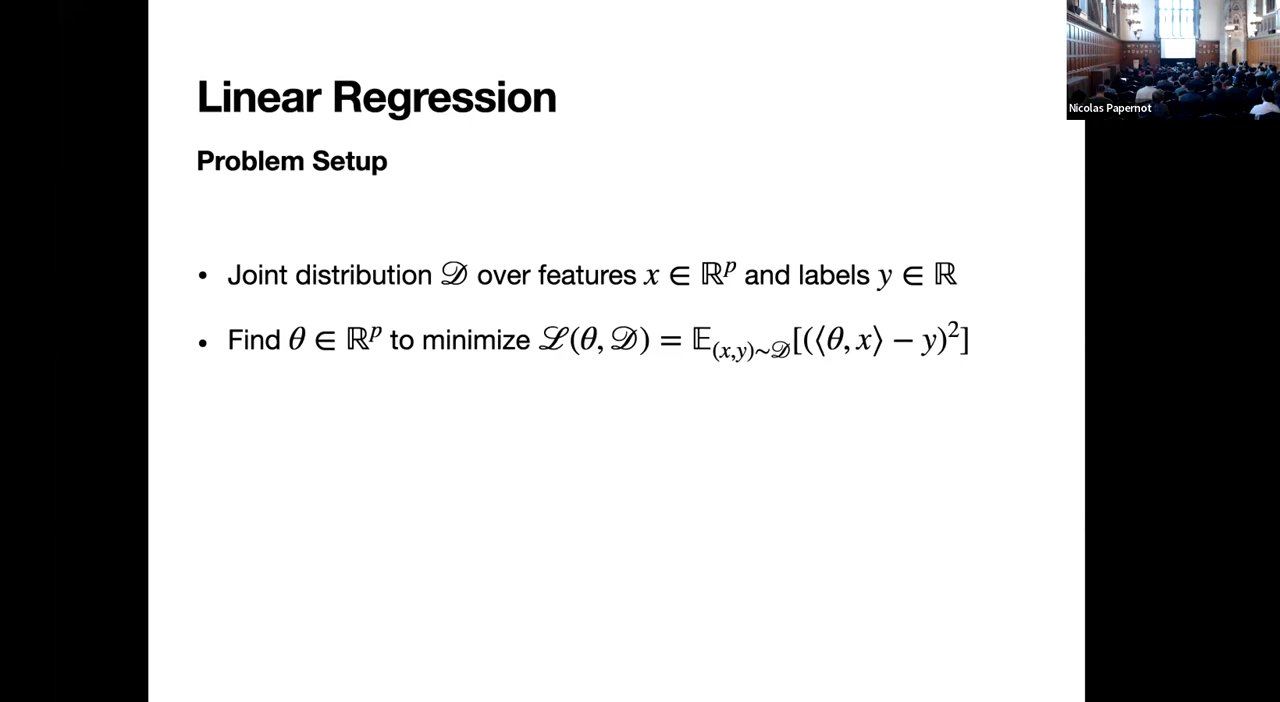 Linear Regression
Nicolas Papernot
Problem Setup
• Joint distribution 𝒟 over features x ∈ ℝᵖ and labels y ∈ ℝ
• Find θ ∈ ℝᵖ to minimize ℒ(θ, 𝒟) = 𝔼₍ₓ,y₎∼𝒟[(⟨θ, x⟩ − y)²]